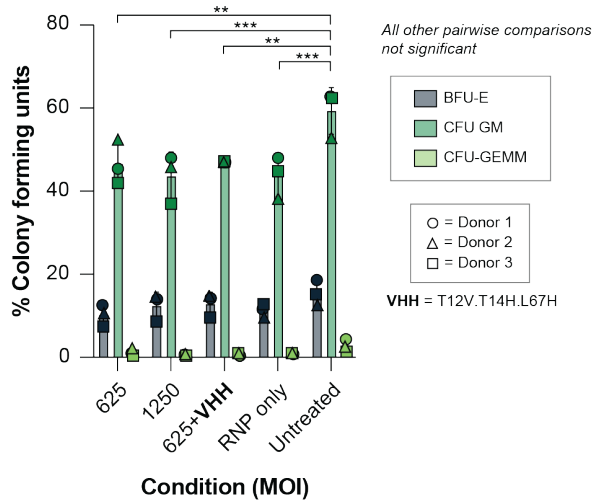 80
60
40
20
0
% Colony forming units
**
***
**
***
625
1250
625+VHH
RNP only
Untreated
Condition (MOI)
All other pairwise comparisons
not significant
BFU-E
CFU GM
CFU-GEMM
= Donor 1
= Donor 2
= Donor 3
VHH = T12V.T14H.L67H